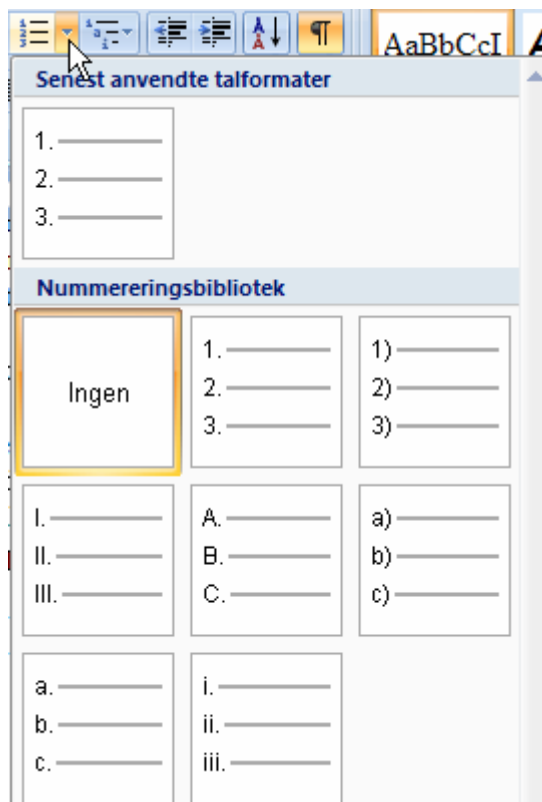 AaBbCcI
Senest anvendte talformater
1.
2.
3.
Nummereringsbibliotek
Ingen
1.
2.
3.
1)
2)
3)
I.
II.
III.
A.
B.
C.
a)
b)
c)
a.
b.
c.
i.
ii.
iii.